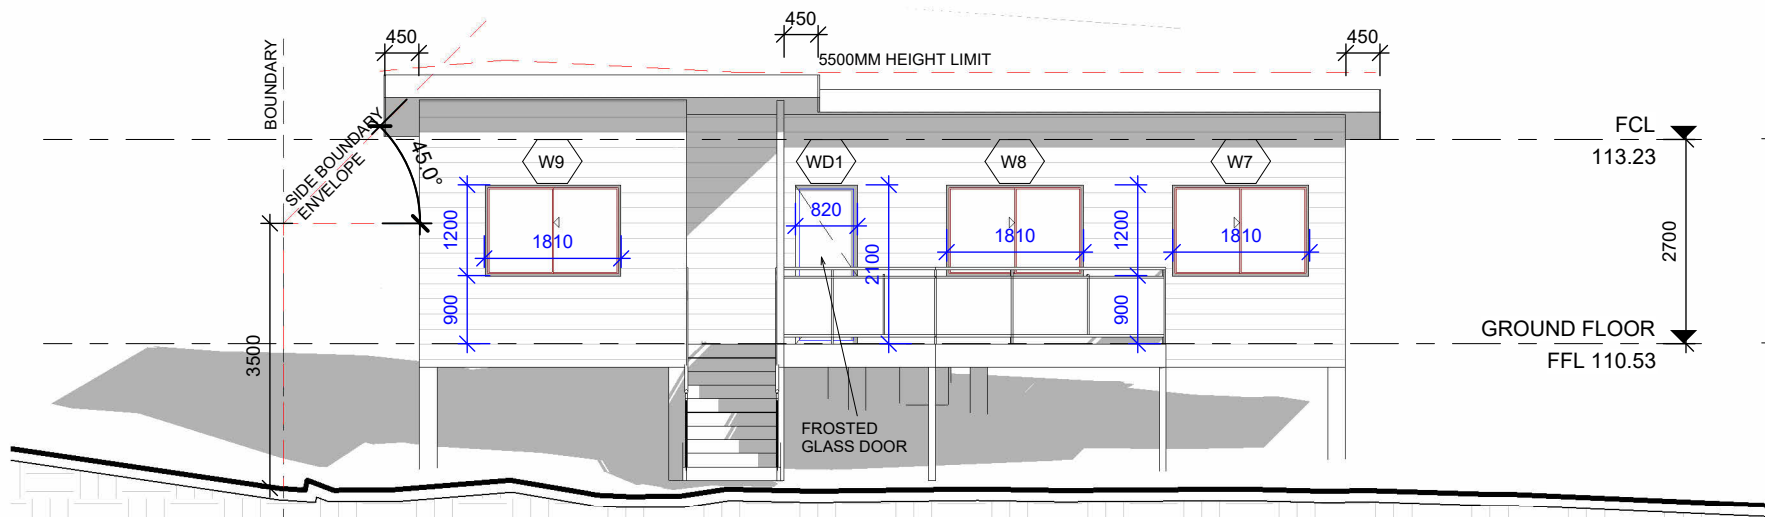 450
450
450
5500MM HEIGHT LIMIT
BOUNDARY
SIDE BOUNDARY
ENVELOPE
45.0°
FCL
113.23
W9
WD1
W8
W7
1200
1810
820
2100
1810
1200
1810
2700
900
900
3500
GROUND FLOOR
FFL 110.53
FROSTED
GLASS DOOR